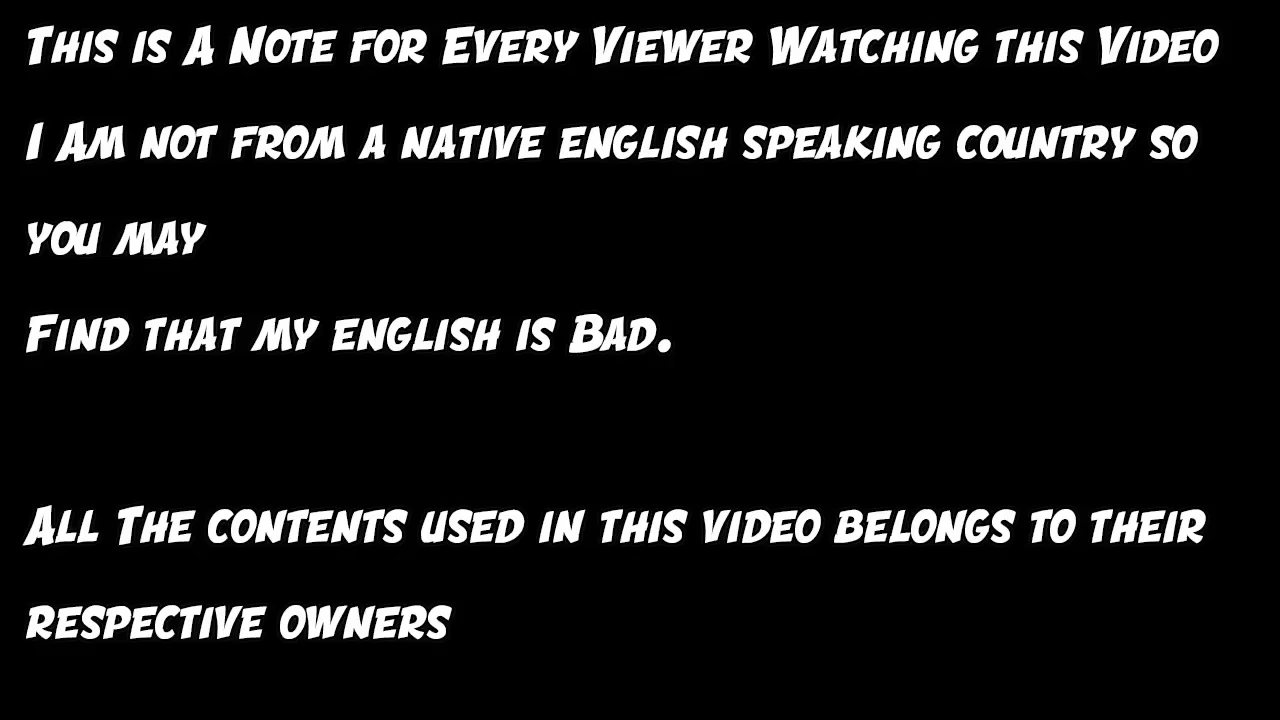 This is A Note for Every Viewer Watching this Video
I Am not from a native english speaking country so
you may
Find that my english is Bad.
All The contents used in this video belongs to their
respective owners